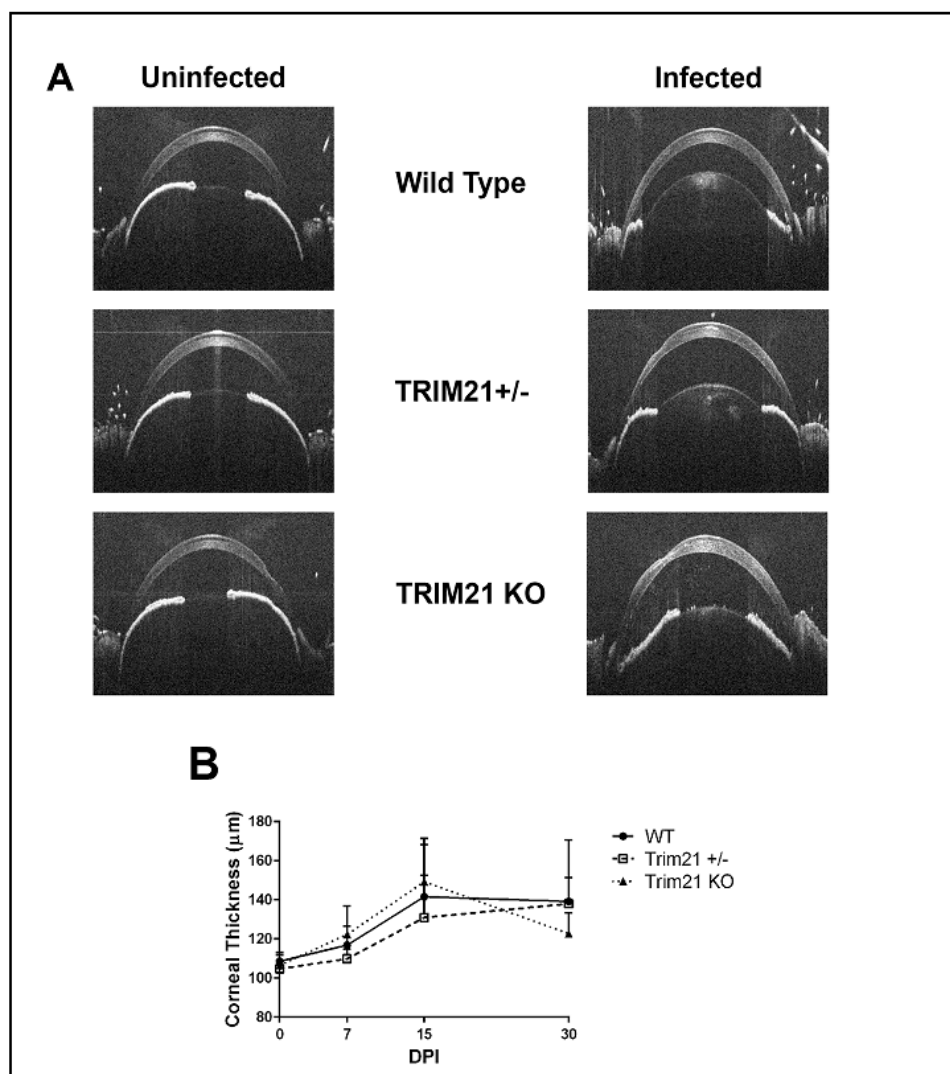 A
Uninfected
Infected
Wild Type
TRIM21+/-
TRIM21 KO
B
Corneal Thickness (μm)
180
160
140
120
100
80
0
7
15
30
DPI
WT
Trim21 +/-
Trim21 KO